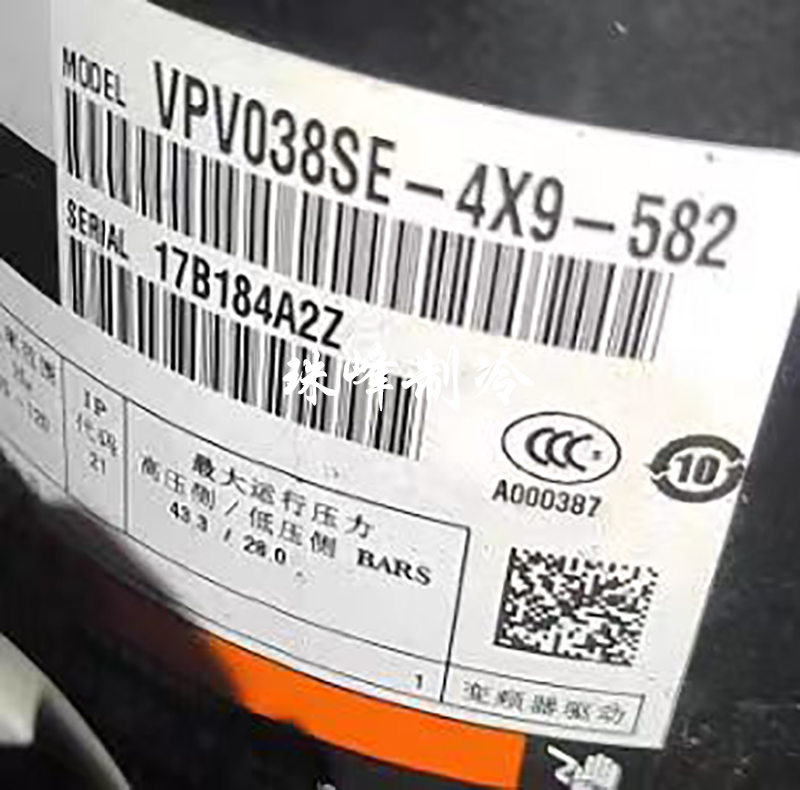 MODEL VPV038SE-4X9-582
SERIAL 17B184A2Z
珠峰制冷
IP
代码
21
最大运行压力
高压侧 / 低压侧 BARS
43.3 / 28.0
CCC
A000387
10
1
变频器驱动